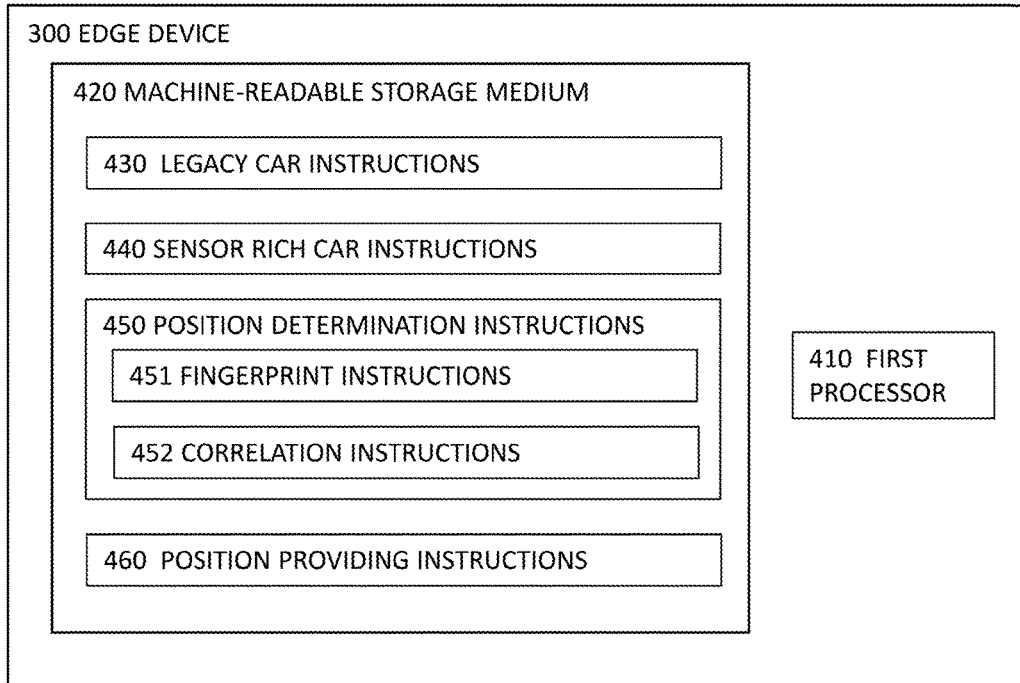 300 EDGE DEVICE
420 MACHINE-READABLE STORAGE MEDIUM
430 LEGACY CAR INSTRUCTIONS
440 SENSOR RICH CAR INSTRUCTIONS
450 POSITION DETERMINATION INSTRUCTIONS
451 FINGERPRINT INSTRUCTIONS
452 CORRELATION INSTRUCTIONS
460 POSITION PROVIDING INSTRUCTIONS
410 FIRST
PROCESSOR